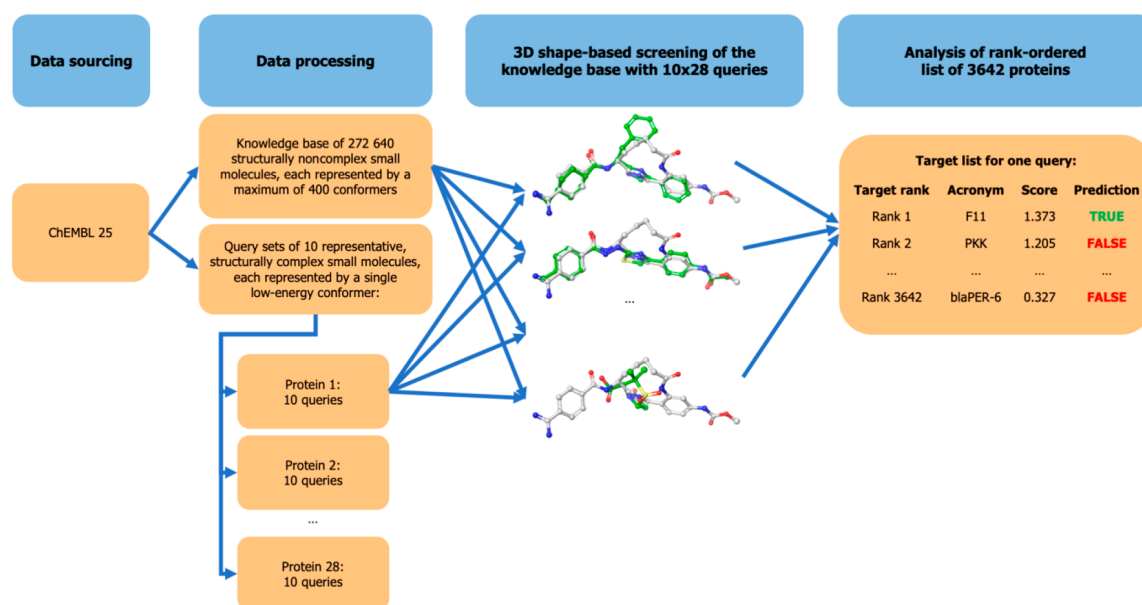 Data sourcing
Data processing
3D shape-based screening of the
knowledge base with 10x28 queries
Analysis of rank-ordered
list of 3642 proteins
ChEMBL 25
Knowledge base of 272 640
structurally noncomplex small
molecules, each represented by a
maximum of 400 conformers
Query sets of 10 representative,
structurally complex small molecules,
each represented by a single
low-energy conformer:
Protein 1:
10 queries
Protein 2:
10 queries
...
Protein 28:
10 queries
...
Target list for one query:
Target rank Acronym Score Prediction
Rank 1 F11 1.373 TRUE
Rank 2 PKK 1.205 FALSE
... ... ... ...
Rank 3642 blaPER-6 0.327 FALSE